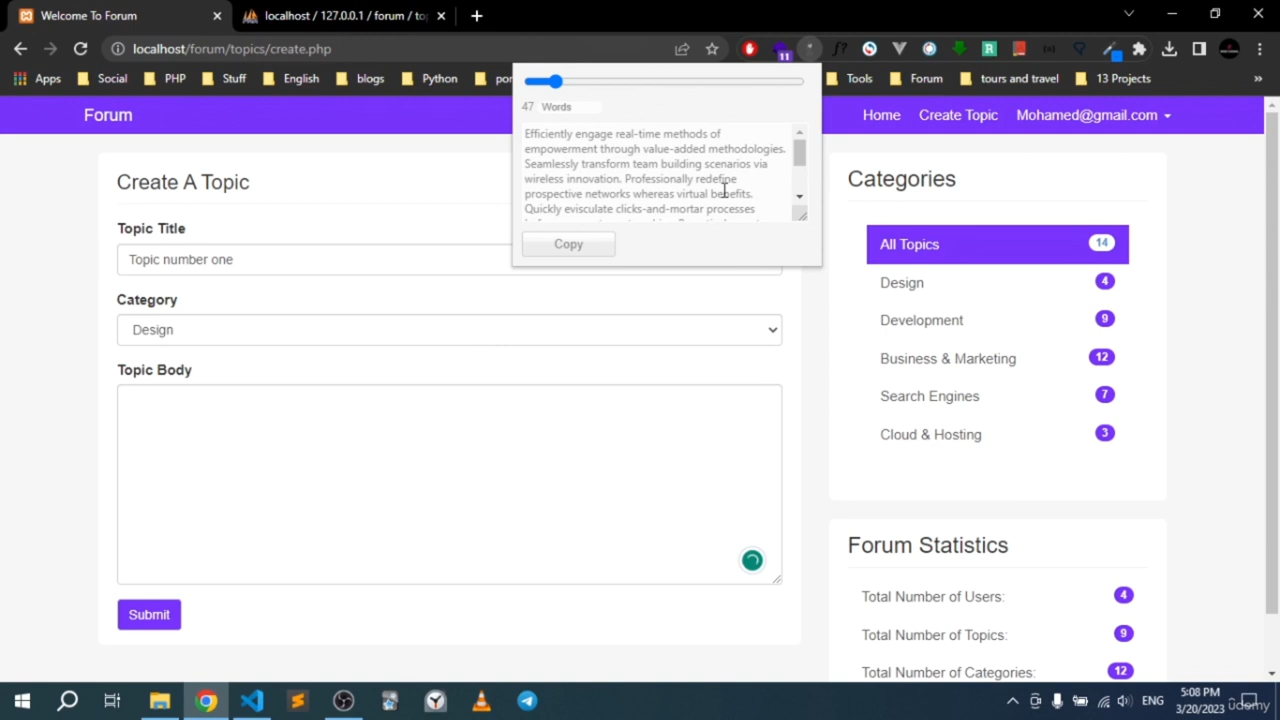 Welcome To Forum
localhost / 127.0.0.1 / forum / to
localhost/forum/topics/create.php
11
Apps
Social
PHP
Stuff
English
blogs
Python
por
Tools
Forum
tours and travel
13 Projects
Forum
Home
Create Topic
Mohamed@gmail.com
47 Words
Efficiently engage real-time methods of
empowerment through value-added methodologies.
Seamlessly transform team building scenarios via
wireless innovation. Professionally redefine
prospective networks whereas virtual benefits.
Quickly evisculate clicks-and-mortar processes
Copy
Create A Topic
Topic Title
Topic number one
Category
Design
Topic Body
Submit
Categories
All Topics 14
Design 4
Development 9
Business & Marketing 12
Search Engines 7
Cloud & Hosting 3
Forum Statistics
Total Number of Users: 4
Total Number of Topics: 9
Total Number of Categories: 12
ENG
5:08 PM
3/20/2023
udemy